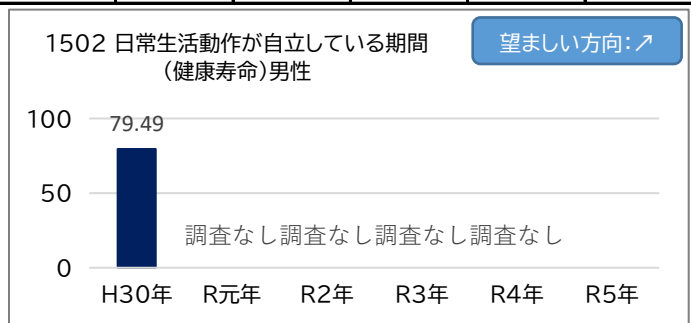 1502 日常生活動作が自立している期間
(健康寿命)男性
望ましい方向:↗
100
79.49
50
調査なし調査なし調査なし調査なし
0
H30年 R元年 R2年 R3年 R4年 R5年